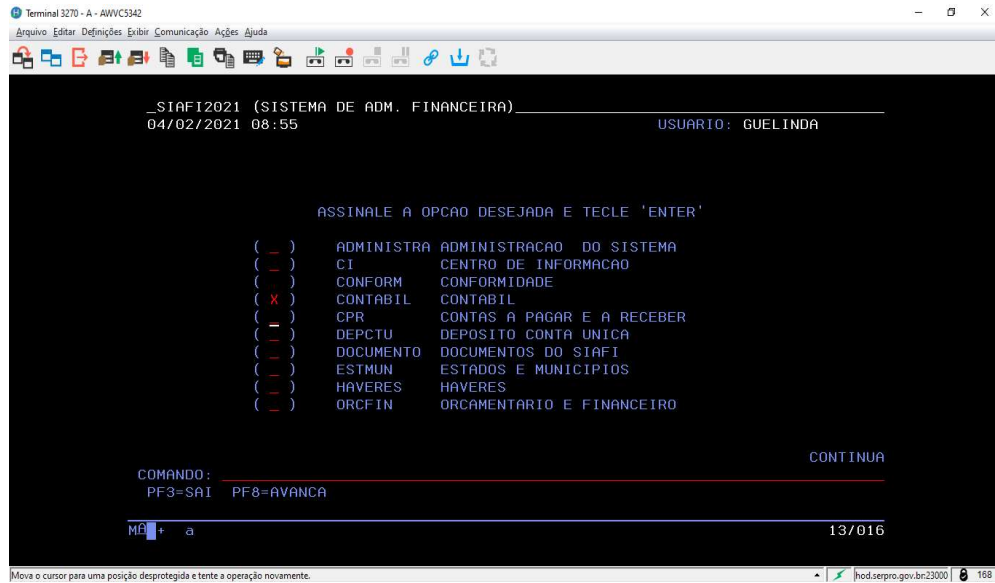 Terminal 3270 - A - AWVC5342
Arquivo Editar Definições Exibir Comunicação Ações Ajuda
_SIAFI2021 (SISTEMA DE ADM. FINANCEIRA)_
04/02/2021 08:55 USUARIO: GUELINDA
ASSINALE A OPCAO DESEJADA E TECLE 'ENTER'
( _ ) ADMINISTRA ADMINISTRACAO DO SISTEMA
( _ ) CI CENTRO DE INFORMACAO
( _ ) CONFORM CONFORMIDADE
( X ) CONTABIL CONTABIL
( _ ) CPR CONTAS A PAGAR E A RECEBER
( _ ) DEPCTU DEPOSITO CONTA UNICA
( _ ) DOCUMENTO DOCUMENTOS DO SIAFI
( _ ) ESTMUN ESTADOS E MUNICIPIOS
( _ ) HAVERES HAVERES
( _ ) ORCFIN ORCAMENTARIO E FINANCEIRO
CONTINUA
COMANDO:
PF3=SAI PF8=AVANCA
MA + a 13/016
Mova o cursor para uma posição desprotegida e tente a operação novamente. hod.serpro.gov.br:23000 168